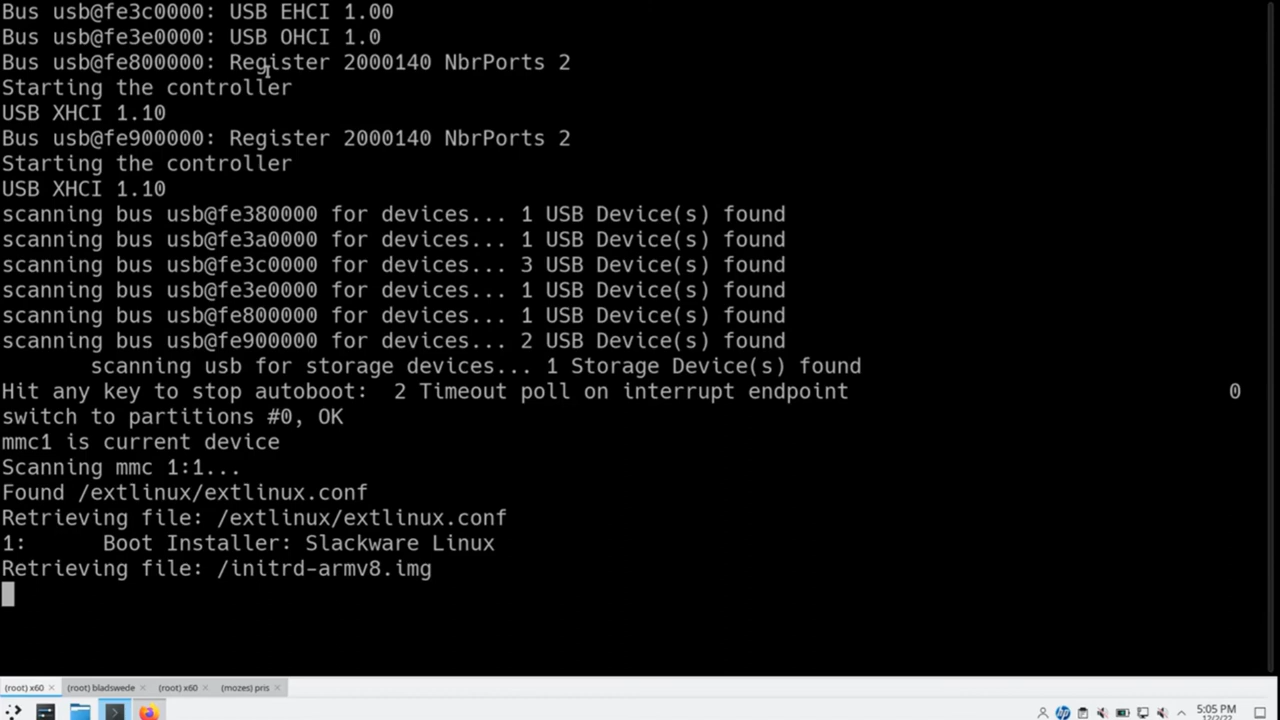 Bus usb@fe3c0000: USB EHCI 1.00
Bus usb@fe3e0000: USB OHCI 1.0
Bus usb@fe800000: Register 2000140 NbrPorts 2
Starting the controller
USB XHCI 1.10
Bus usb@fe900000: Register 2000140 NbrPorts 2
Starting the controller
USB XHCI 1.10
scanning bus usb@fe380000 for devices... 1 USB Device(s) found
scanning bus usb@fe3a0000 for devices... 1 USB Device(s) found
scanning bus usb@fe3c0000 for devices... 3 USB Device(s) found
scanning bus usb@fe3e0000 for devices... 1 USB Device(s) found
scanning bus usb@fe800000 for devices... 1 USB Device(s) found
scanning bus usb@fe900000 for devices... 2 USB Device(s) found
scanning usb for storage devices... 1 Storage Device(s) found
Hit any key to stop autoboot:  2 Timeout poll on interrupt endpoint 0
switch to partitions #0, OK
mmc1 is current device
Scanning mmc 1:1...
Found /extlinux/extlinux.conf
Retrieving file: /extlinux/extlinux.conf
1:      Boot Installer: Slackware Linux
Retrieving file: /initrd-armv8.img
(root) x60 (root) bladswede (root) x60 (mozes) pris
5:05 PM
12/2/22